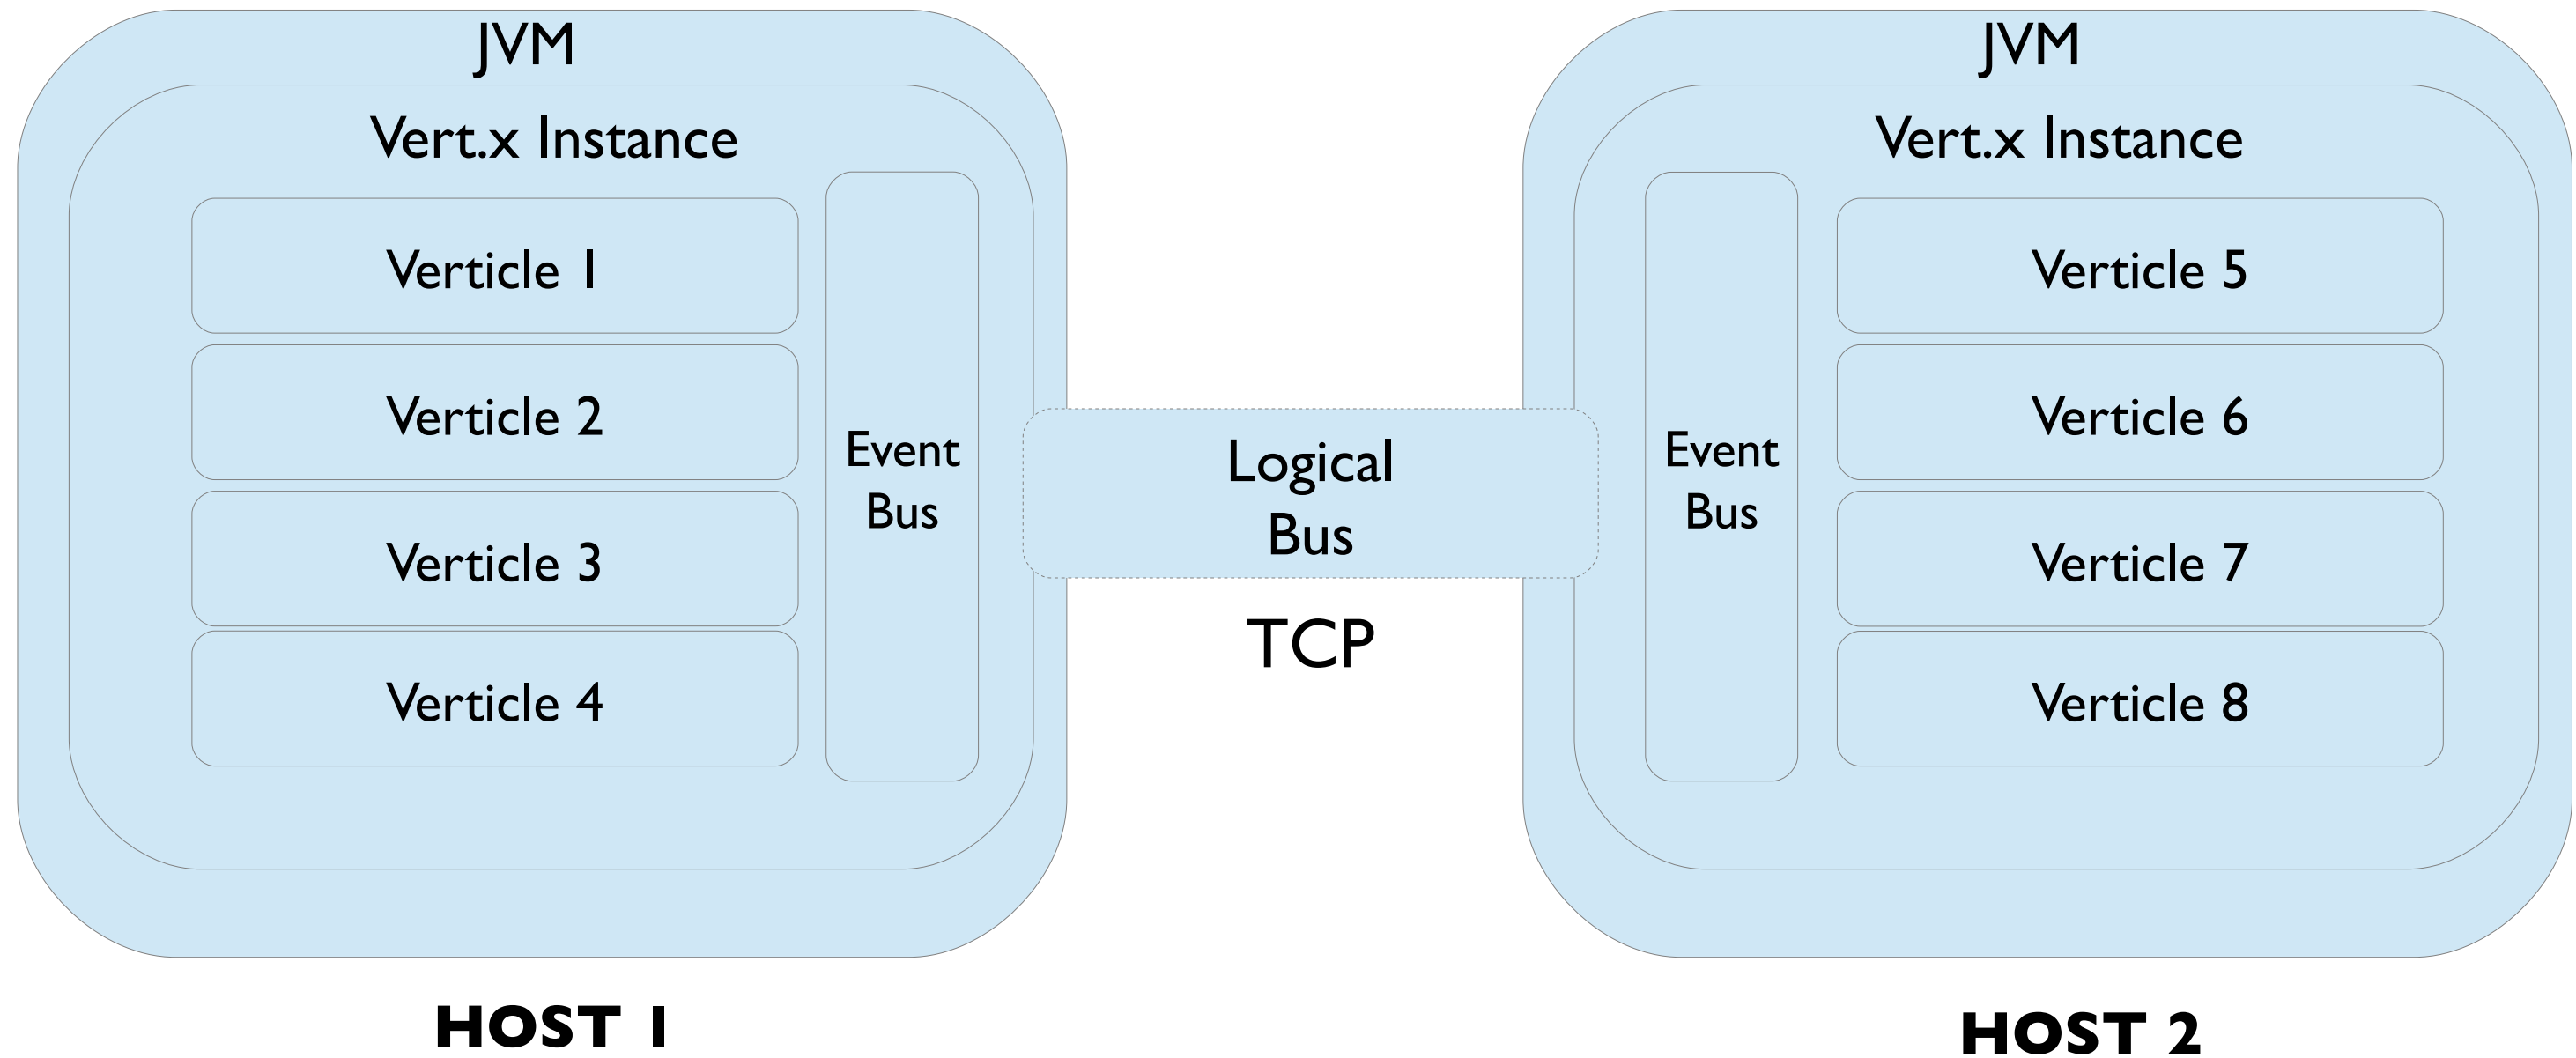 JVM
Vert.x Instance
Verticle 1
Verticle 2
Verticle 3
Verticle 4
Event
Bus
Logical
Bus
TCP
JVM
Vert.x Instance
Event
Bus
Verticle 5
Verticle 6
Verticle 7
Verticle 8
HOST 1
HOST 2